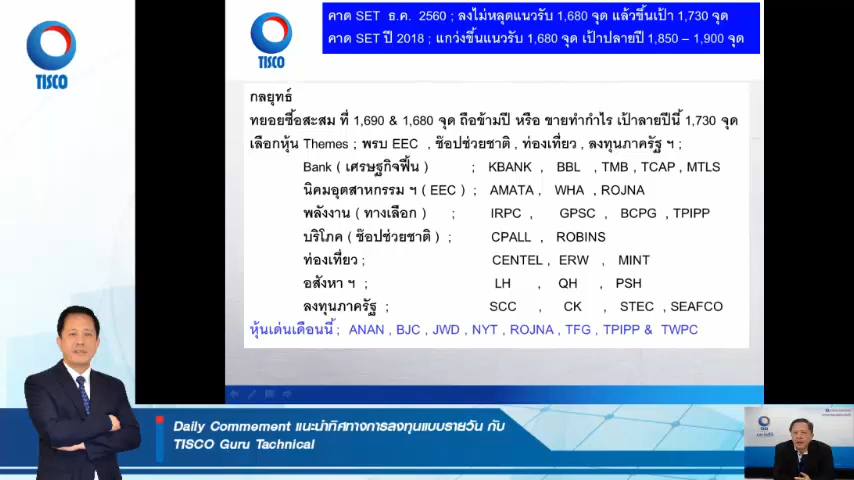 คาด SET ธ.ค. 2560 ; ลงไม่หลุดแนวรับ 1,680 จุด แล้วขึ้นเป้า 1,730 จุด
คาด SET ปี 2018 ; แกว่งขึ้นแนวรับ 1,680 จุด เป้าปลายปี 1,850 – 1,900 จุด
TISCO
TISCO
กลยุทธ์
ทยอยซื้อสะสม ที่ 1,690 & 1,680 จุด ถือข้ามปี หรือ ขายทำกำไร เป้าลายปีนี้ 1,730 จุด
เลือกหุ้น Themes ; พรบ EEC , ช๊อปช่วยชาติ , ท่องเที่ยว , ลงทุนภาครัฐ ฯ ;
Bank ( เศรษฐกิจฟื้น ) ; KBANK , BBL , TMB , TCAP , MTLS
นิคมอุตสาหกรรม ฯ ( EEC ) ; AMATA , WHA , ROJNA
พลังงาน ( ทางเลือก ) ; IRPC , GPSC , BCPG , TPIPP
บริโภค ( ช๊อปช่วยชาติ ) ; CPALL , ROBINS
ท่องเที่ยว ; CENTEL , ERW , MINT
อสังหา ฯ ; LH , QH , PSH
ลงทุนภาครัฐ ; SCC , CK , STEC , SEAFCO
หุ้นเด่นเดือนนี้ ; ANAN , BJC , JWD , NYT , ROJNA , TFG , TPIPP & TWPC
Daily Commement แนะนำทิศทางการลงทุนแบบรายวัน กับ
TISCO Guru Tachnical